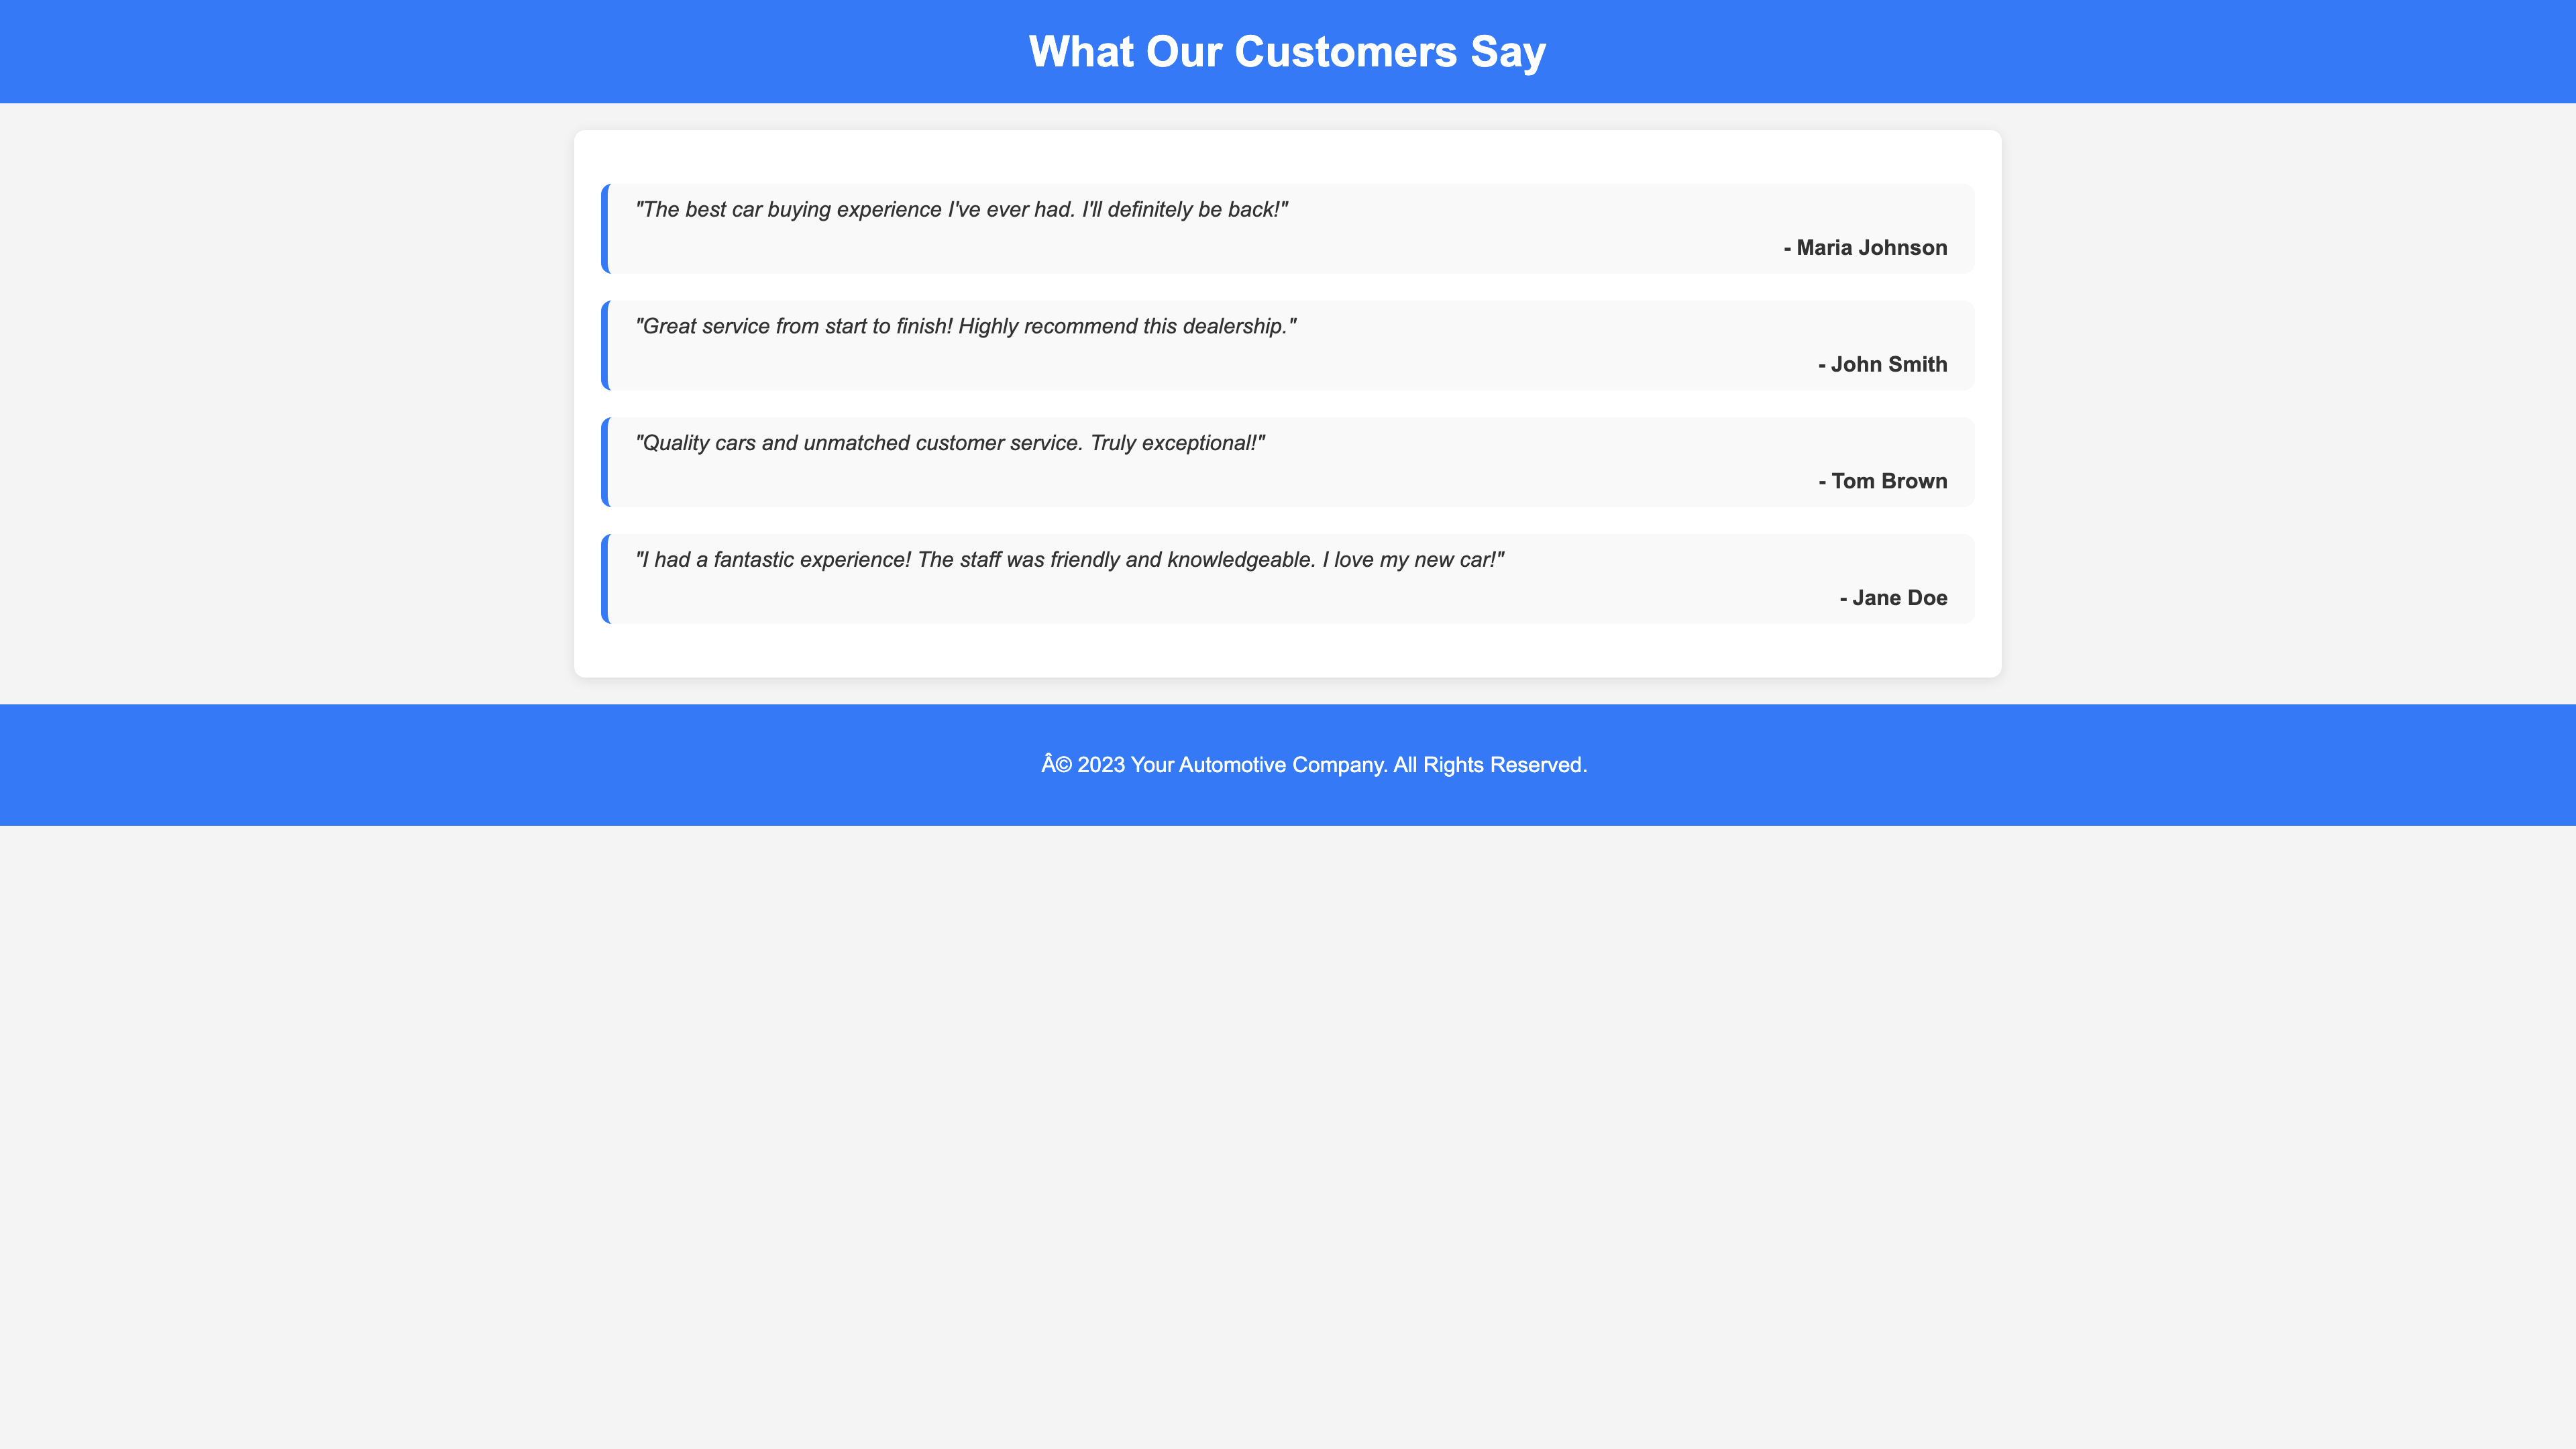 What Our Customers Say
"The best car buying experience I've ever had. I'll definitely be back!"
- Maria Johnson
"Great service from start to finish! Highly recommend this dealership."
- John Smith
"Quality cars and unmatched customer service. Truly exceptional!"
- Tom Brown
"I had a fantastic experience! The staff was friendly and knowledgeable. I love my new car!"
- Jane Doe
Â© 2023 Your Automotive Company. All Rights Reserved.